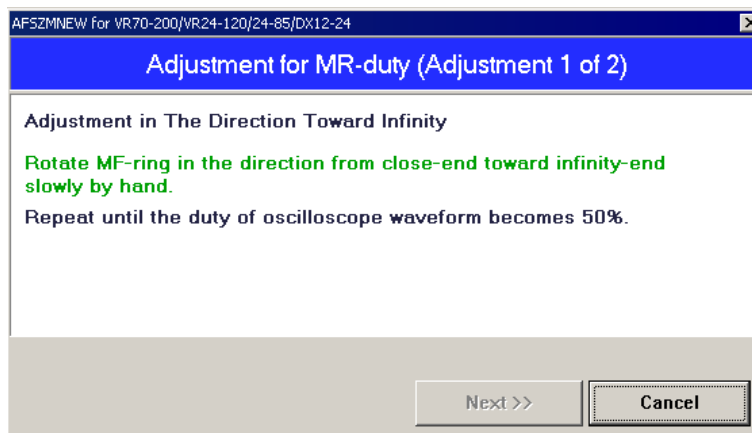 AFSZMNEW for VR70-200/VR24-120/24-85/DX12-24
Adjustment for MR-duty (Adjustment 1 of 2)
Adjustment in The Direction Toward Infinity
Rotate MF-ring in the direction from close-end toward infinity-end
slowly by hand.
Repeat until the duty of oscilloscope waveform becomes 50%.
Next >> Cancel